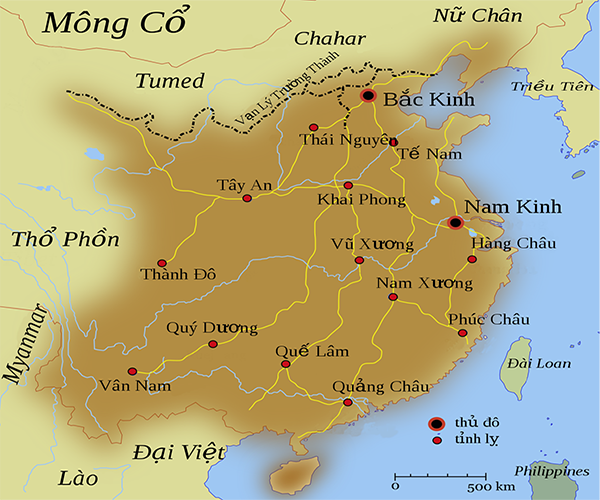 Mông Cổ
Nữ Chân
Chahar
Tumed
Vạn Lý Trường Thành
Triều Tiên
Bắc Kinh
Thái Nguyên
Tế Nam
Tây An
Khai Phong
Nam Kinh
Thổ Phồn
Vũ Xương
Hàng Châu
Thành Đô
Nam Xương
Myanmar
Quý Dương
Phúc Châu
Quế Lâm
Đài Loan
Vân Nam
Quảng Châu
thủ đô
tỉnh lỵ
Đại Việt
Lào
Philippines
0 500 km